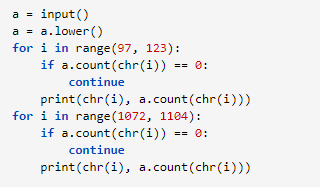 a = input()
a = a.lower()
for i in range(97, 123):
    if a.count(chr(i)) == 0:
        continue
    print(chr(i), a.count(chr(i)))
for i in range(1072, 1104):
    if a.count(chr(i)) == 0:
        continue
    print(chr(i), a.count(chr(i)))